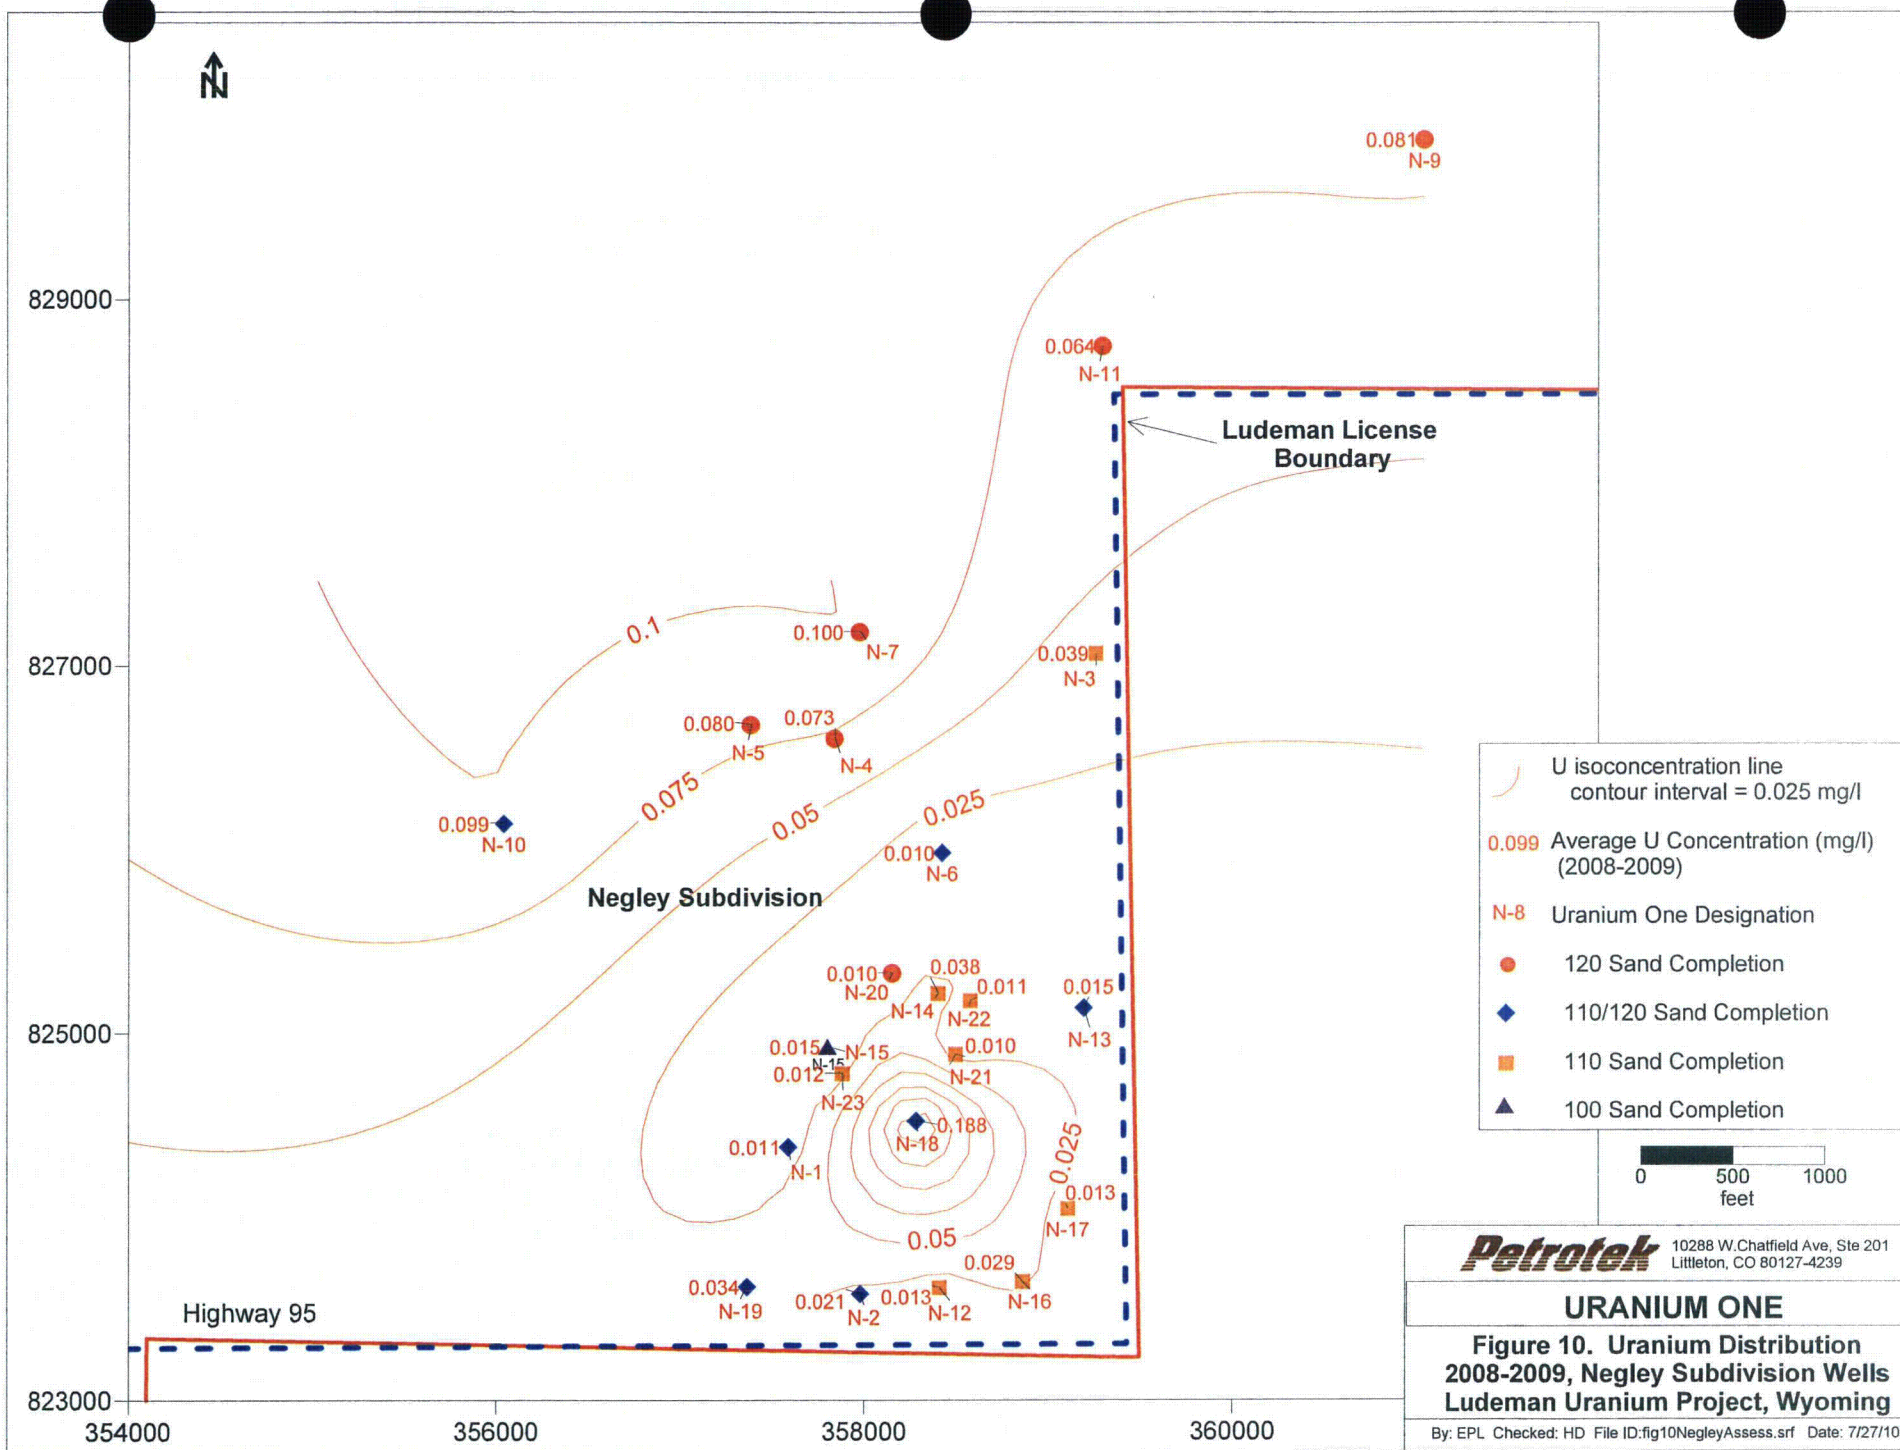 N
0.081
N-9
829000
0.064
N-11
Ludeman License
Boundary
0.1
0.100
N-7
827000
0.039
N-3
0.080
N-5
0.073
N-4
0.075
0.05
0.025
0.099
N-10
0.010
N-6
Negley Subdivision
0.010
N-20
0.038
N-14
0.011
N-22
0.015
N-13
825000
0.015
N-15
N-15
0.012
N-23
0.010
N-21
0.188
N-18
0.011
N-1
0.025
0.013
N-17
0.05
0.029
N-16
0.034
N-19
0.021
N-2
0.013
N-12
Highway 95
823000
354000
356000
358000
360000
U isoconcentration line
contour interval = 0.025 mg/l
0.099 Average U Concentration (mg/l)
(2008-2009)
N-8 Uranium One Designation
120 Sand Completion
110/120 Sand Completion
110 Sand Completion
100 Sand Completion
0 500 1000
feet
Petrotek
10288 W.Chatfield Ave, Ste 201
Littleton, CO 80127-4239
URANIUM ONE
Figure 10. Uranium Distribution
2008-2009, Negley Subdivision Wells
Ludeman Uranium Project, Wyoming
By: EPL Checked: HD File ID:fig10NegleyAssess.srf Date: 7/27/10